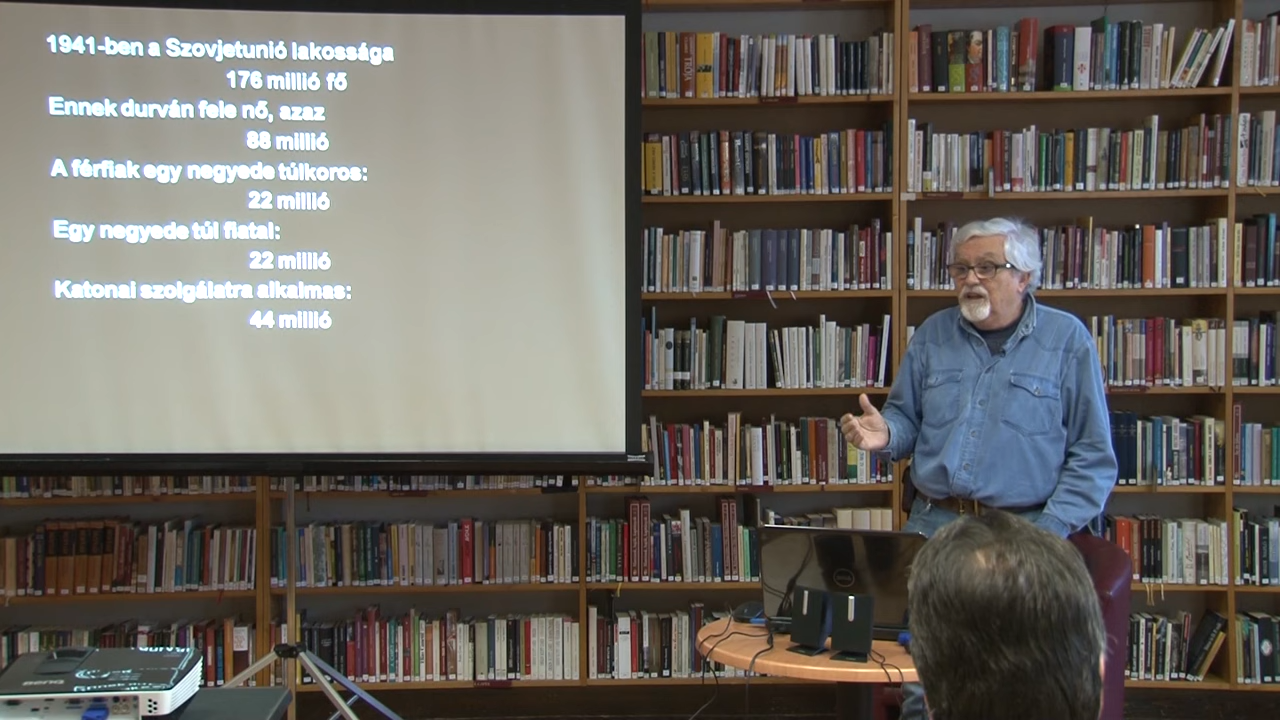 1941-ben a Szovjetunió lakossága
176 millió fő
Ennek durván fele nő, azaz
88 millió
A férfiak egy negyede túlkoros:
22 millió
Egy negyede túl fiatal:
22 millió
Katonai szolgálatra alkalmas:
44 millió
DELL